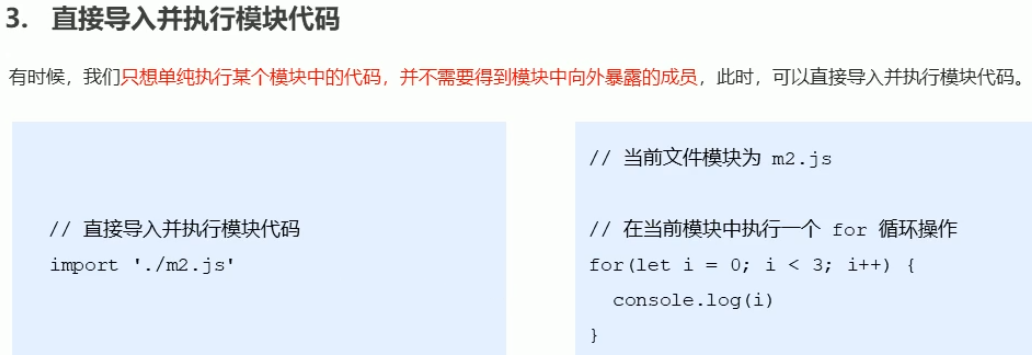 3. 直接导入并执行模块代码
有时候，我们只想单纯执行某个模块中的代码，并不需要得到模块中向外暴露的成员，此时，可以直接导入并执行模块代码。
// 直接导入并执行模块代码
import './m2.js'
// 当前文件模块为 m2.js
// 在当前模块中执行一个 for 循环操作
for(let i = 0; i < 3; i++) {
  console.log(i)
}